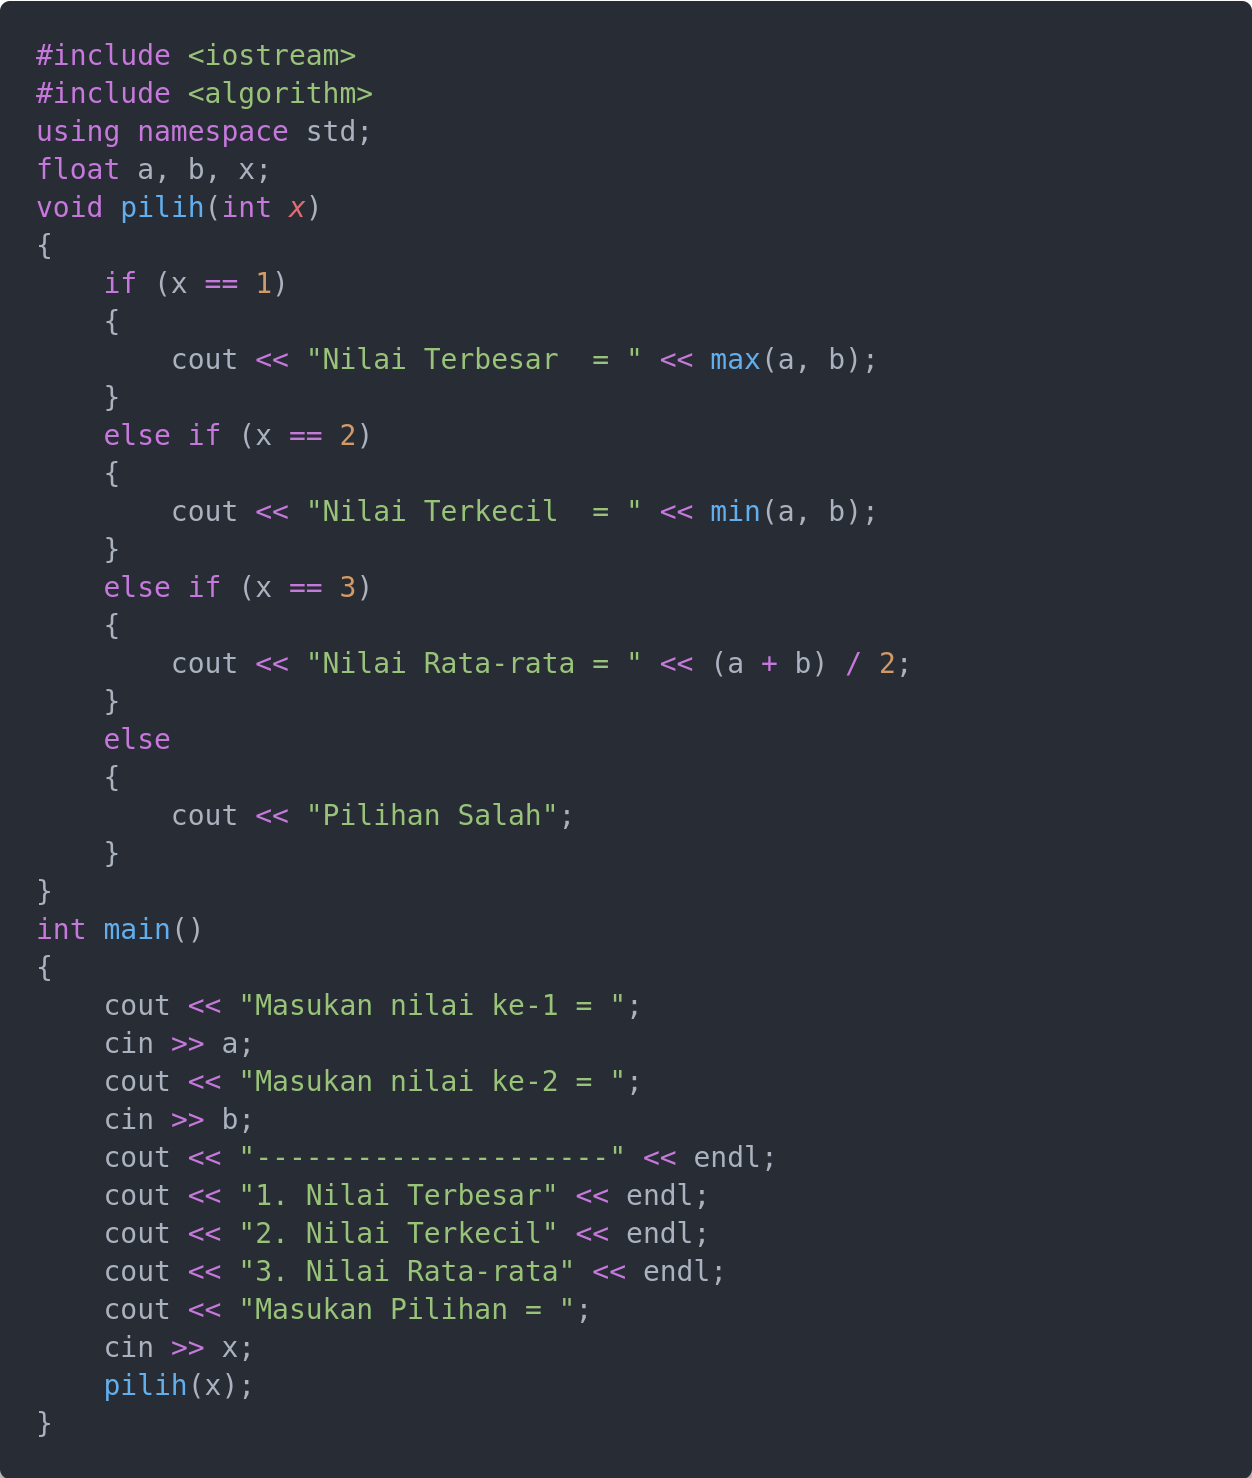 #include <iostream>
#include <algorithm>
using namespace std;
float a, b, x;
void pilih(int x)
{
    if (x == 1)
    {
        cout << "Nilai Terbesar  = " << max(a, b);
    }
    else if (x == 2)
    {
        cout << "Nilai Terkecil  = " << min(a, b);
    }
    else if (x == 3)
    {
        cout << "Nilai Rata-rata = " << (a + b) / 2;
    }
    else
    {
        cout << "Pilihan Salah";
    }
}
int main()
{
    cout << "Masukan nilai ke-1 = ";
    cin >> a;
    cout << "Masukan nilai ke-2 = ";
    cin >> b;
    cout << "---------------------" << endl;
    cout << "1. Nilai Terbesar" << endl;
    cout << "2. Nilai Terkecil" << endl;
    cout << "3. Nilai Rata-rata" << endl;
    cout << "Masukan Pilihan = ";
    cin >> x;
    pilih(x);
}